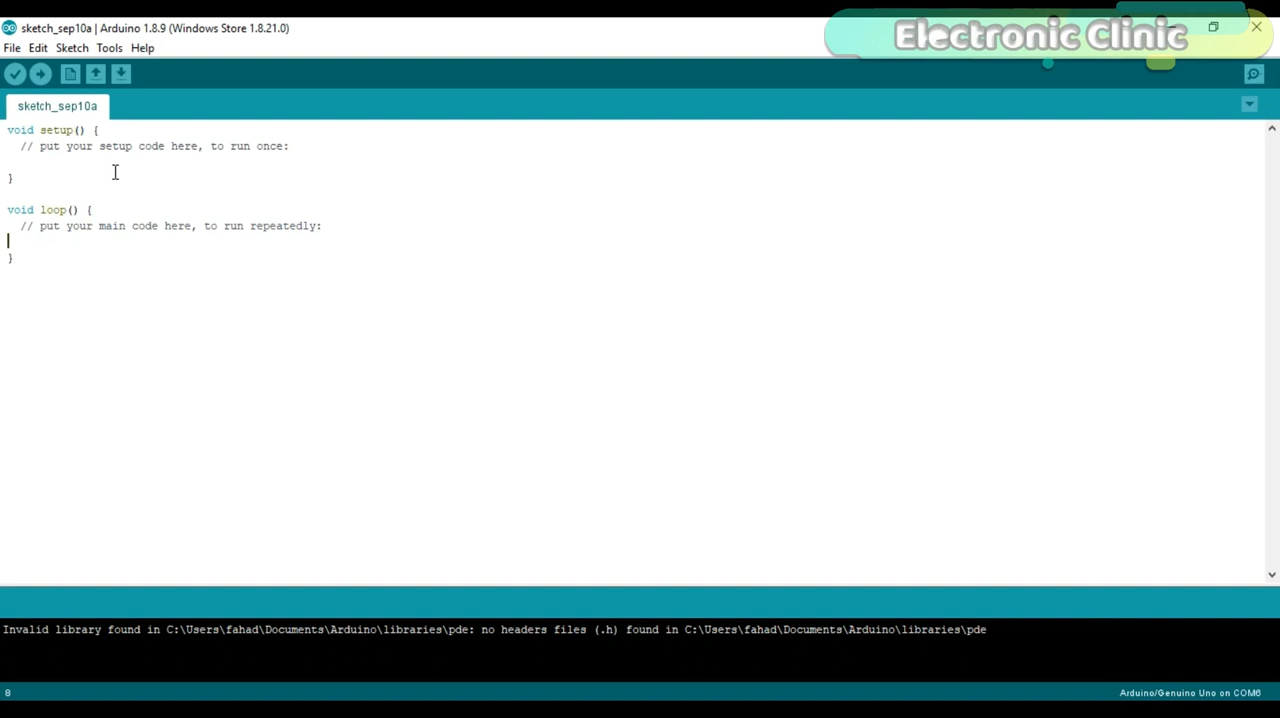 sketch_sep10a | Arduino 1.8.9 (Windows Store 1.8.21.0)
Electronic Clinic
File Edit Sketch Tools Help
sketch_sep10a
void setup() {
// put your setup code here, to run once:
}
void loop() {
// put your main code here, to run repeatedly:
}
Invalid library found in C:\Users\fahad\Documents\Arduino\libraries\pde: no headers files (.h) found in C:\Users\fahad\Documents\Arduino\libraries\pde
8
Arduino/Genuino Uno on COM6